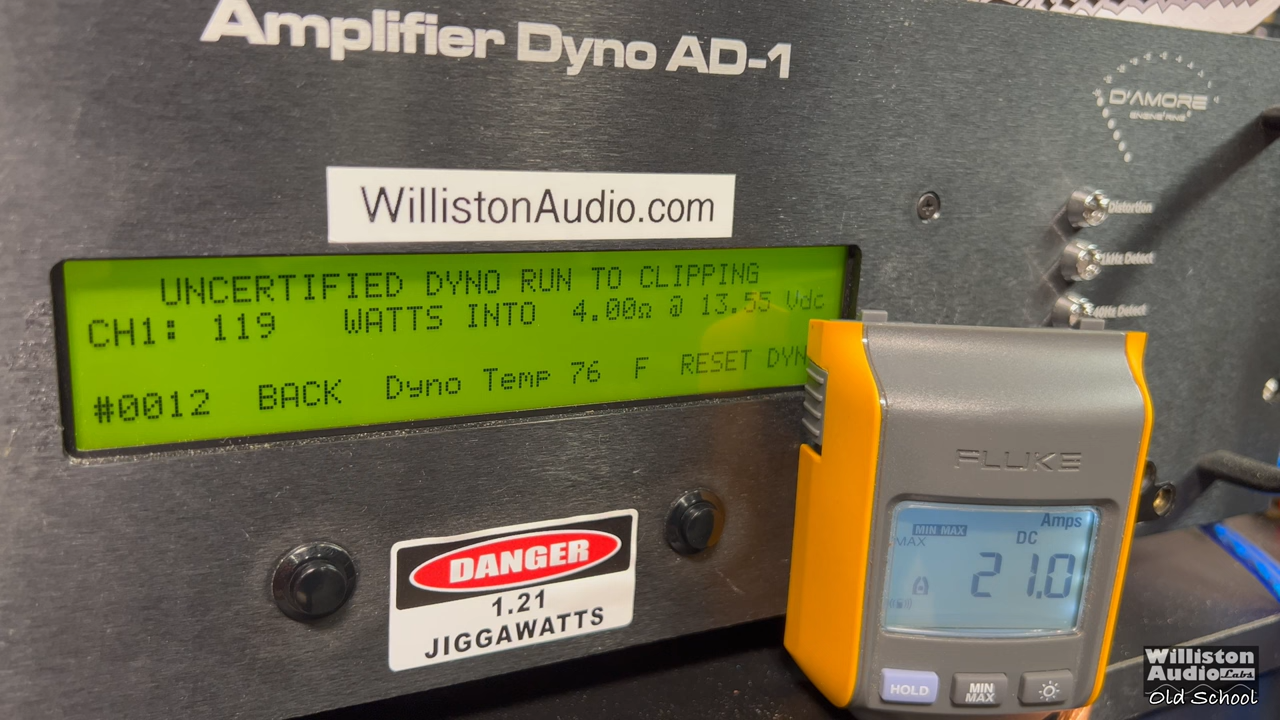 Amplifier Dyno AD-1
D'AMORE
ENGINEERING
WillistonAudio.com
Distortion
1kHz Detect
40Hz Detect
UNCERTIFIED DYNO RUN TO CLIPPING
CH1: 119 WATTS INTO 4.00Ω @ 13.55 Vdc
#0012 BACK Dyno Temp 76 F RESET DYN
FLUKE
Amps
MIN MAX
MAX
DC
21.0
HOLD
MIN
MAX
DANGER
1.21
JIGGAWATTS
Williston
Audio Labs
Old School